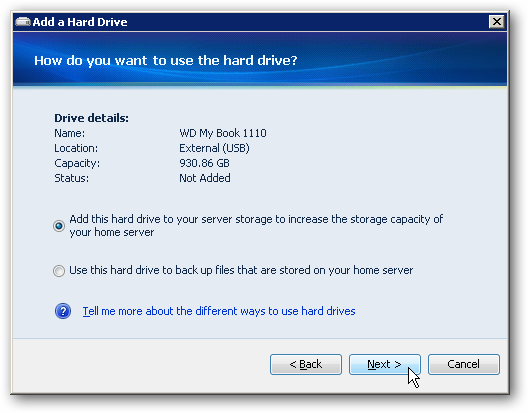 Add a Hard Drive
How do you want to use the hard drive?
Drive details:
Name: WD My Book 1110
Location: External (USB)
Capacity: 930.86 GB
Status: Not Added
Add this hard drive to your server storage to increase the storage capacity of
your home server
Use this hard drive to back up files that are stored on your home server
? Tell me more about the different ways to use hard drives
< Back Next > Cancel